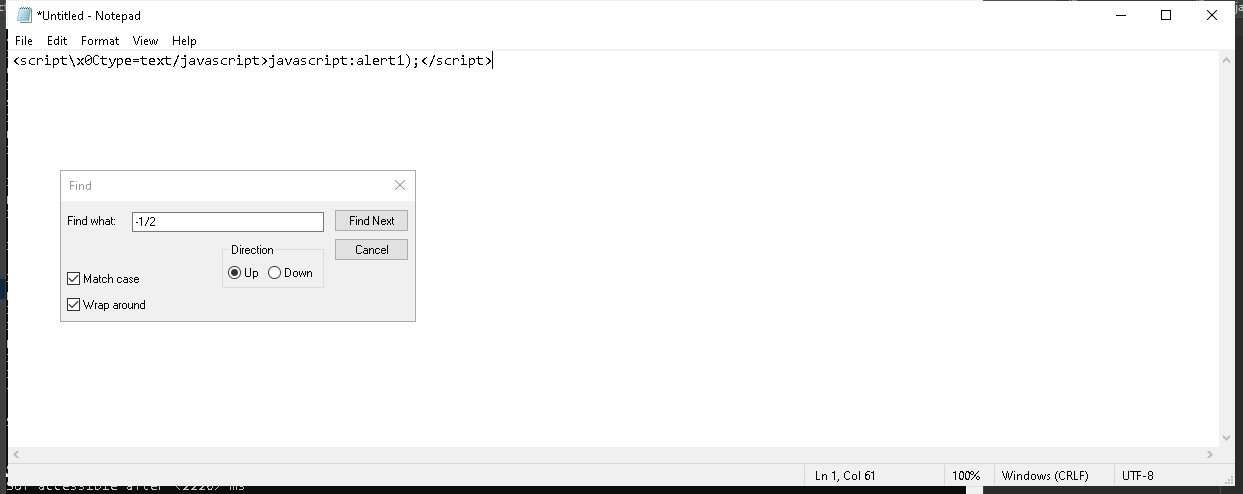 *Untitled - Notepad
File Edit Format View Help
<script\x0Ctype=text/javascript>javascript:alert1);</script>
Find
Find what: -1/2 Find Next
Direction Cancel
Up Down
Match case
Wrap around
Ln 1, Col 61 100% Windows (CRLF) UTF-8
accessible after <2220> ms